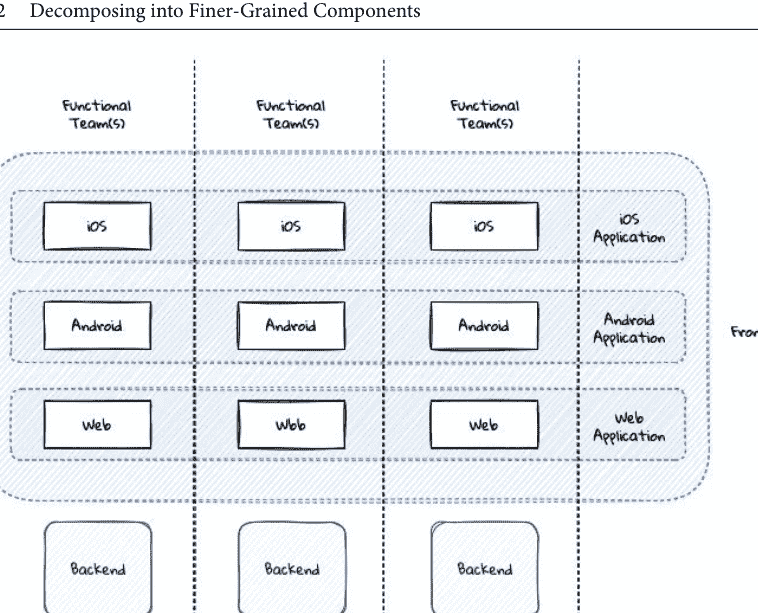 2 Decomposing into Finer-Grained Components
Functional Functional Functional
Team(s) Team(s) Team(s)
iOS iOS iOS iOS
Application
Android Android Android Android
Application
Web Wbb Web Web
Application
Backend Backend Backend